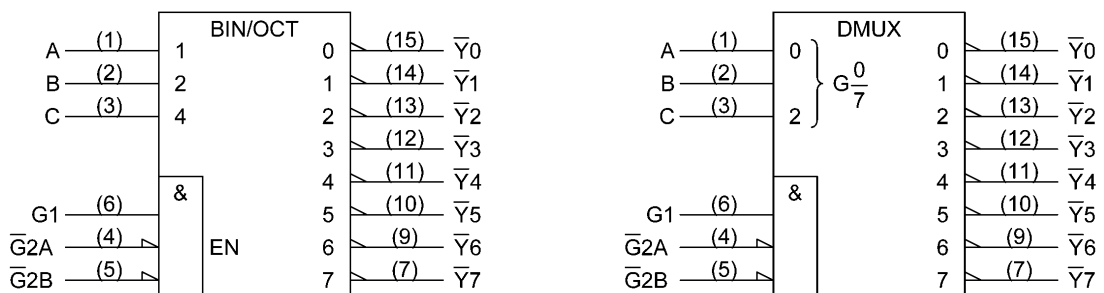 BIN/OCT
A (1) 1 0 (15) Y̅0
B (2) 2 1 (14) Y̅1
C (3) 4 2 (13) Y̅2
3 (12) Y̅3
4 (11) Y̅4
&
G1 (6) 5 (10) Y̅5
G̅2A (4) EN 6 (9) Y̅6
G̅2B (5) 7 (7) Y̅7
DMUX
A (1) 0 G 0/7 0 (15) Y̅0
B (2) 1 (14) Y̅1
C (3) 2 2 (13) Y̅2
3 (12) Y̅3
4 (11) Y̅4
&
G1 (6) 5 (10) Y̅5
G̅2A (4) 6 (9) Y̅6
G̅2B (5) 7 (7) Y̅7